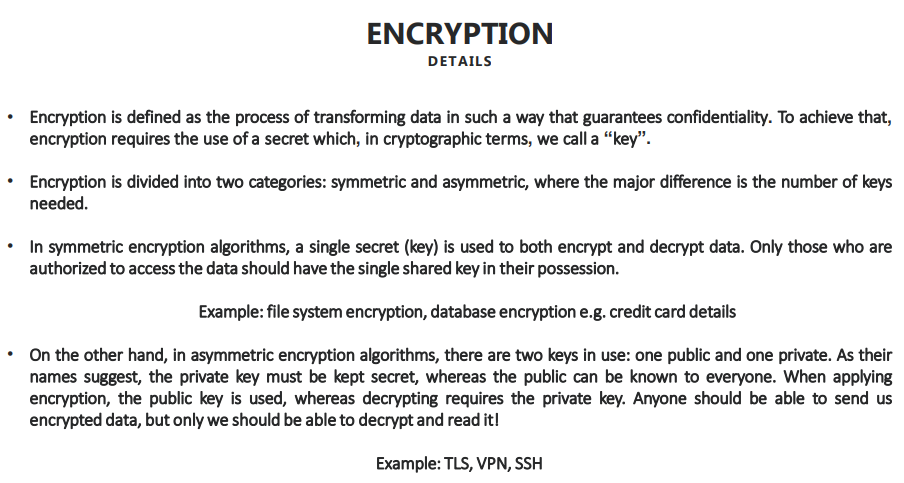 ENCRYPTION
DETAILS
• Encryption is defined as the process of transforming data in such a way that guarantees confidentiality. To achieve that,
encryption requires the use of a secret which, in cryptographic terms, we call a “key”.
• Encryption is divided into two categories: symmetric and asymmetric, where the major difference is the number of keys
needed.
• In symmetric encryption algorithms, a single secret (key) is used to both encrypt and decrypt data. Only those who are
authorized to access the data should have the single shared key in their possession.
Example: file system encryption, database encryption e.g. credit card details
• On the other hand, in asymmetric encryption algorithms, there are two keys in use: one public and one private. As their
names suggest, the private key must be kept secret, whereas the public can be known to everyone. When applying
encryption, the public key is used, whereas decrypting requires the private key. Anyone should be able to send us
encrypted data, but only we should be able to decrypt and read it!
Example: TLS, VPN, SSH